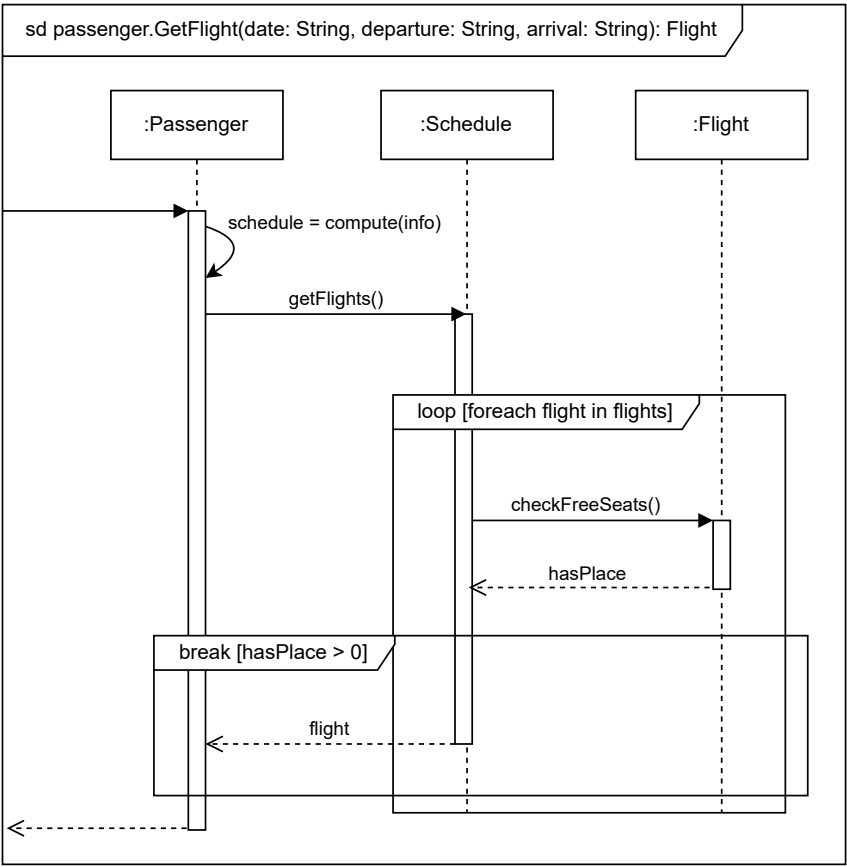 sd passenger.GetFlight(date: String, departure: String, arrival: String): Flight
:Passenger
:Schedule
:Flight
schedule = compute(info)
getFlights()
loop [foreach flight in flights]
checkFreeSeats()
hasPlace
break [hasPlace > 0]
flight